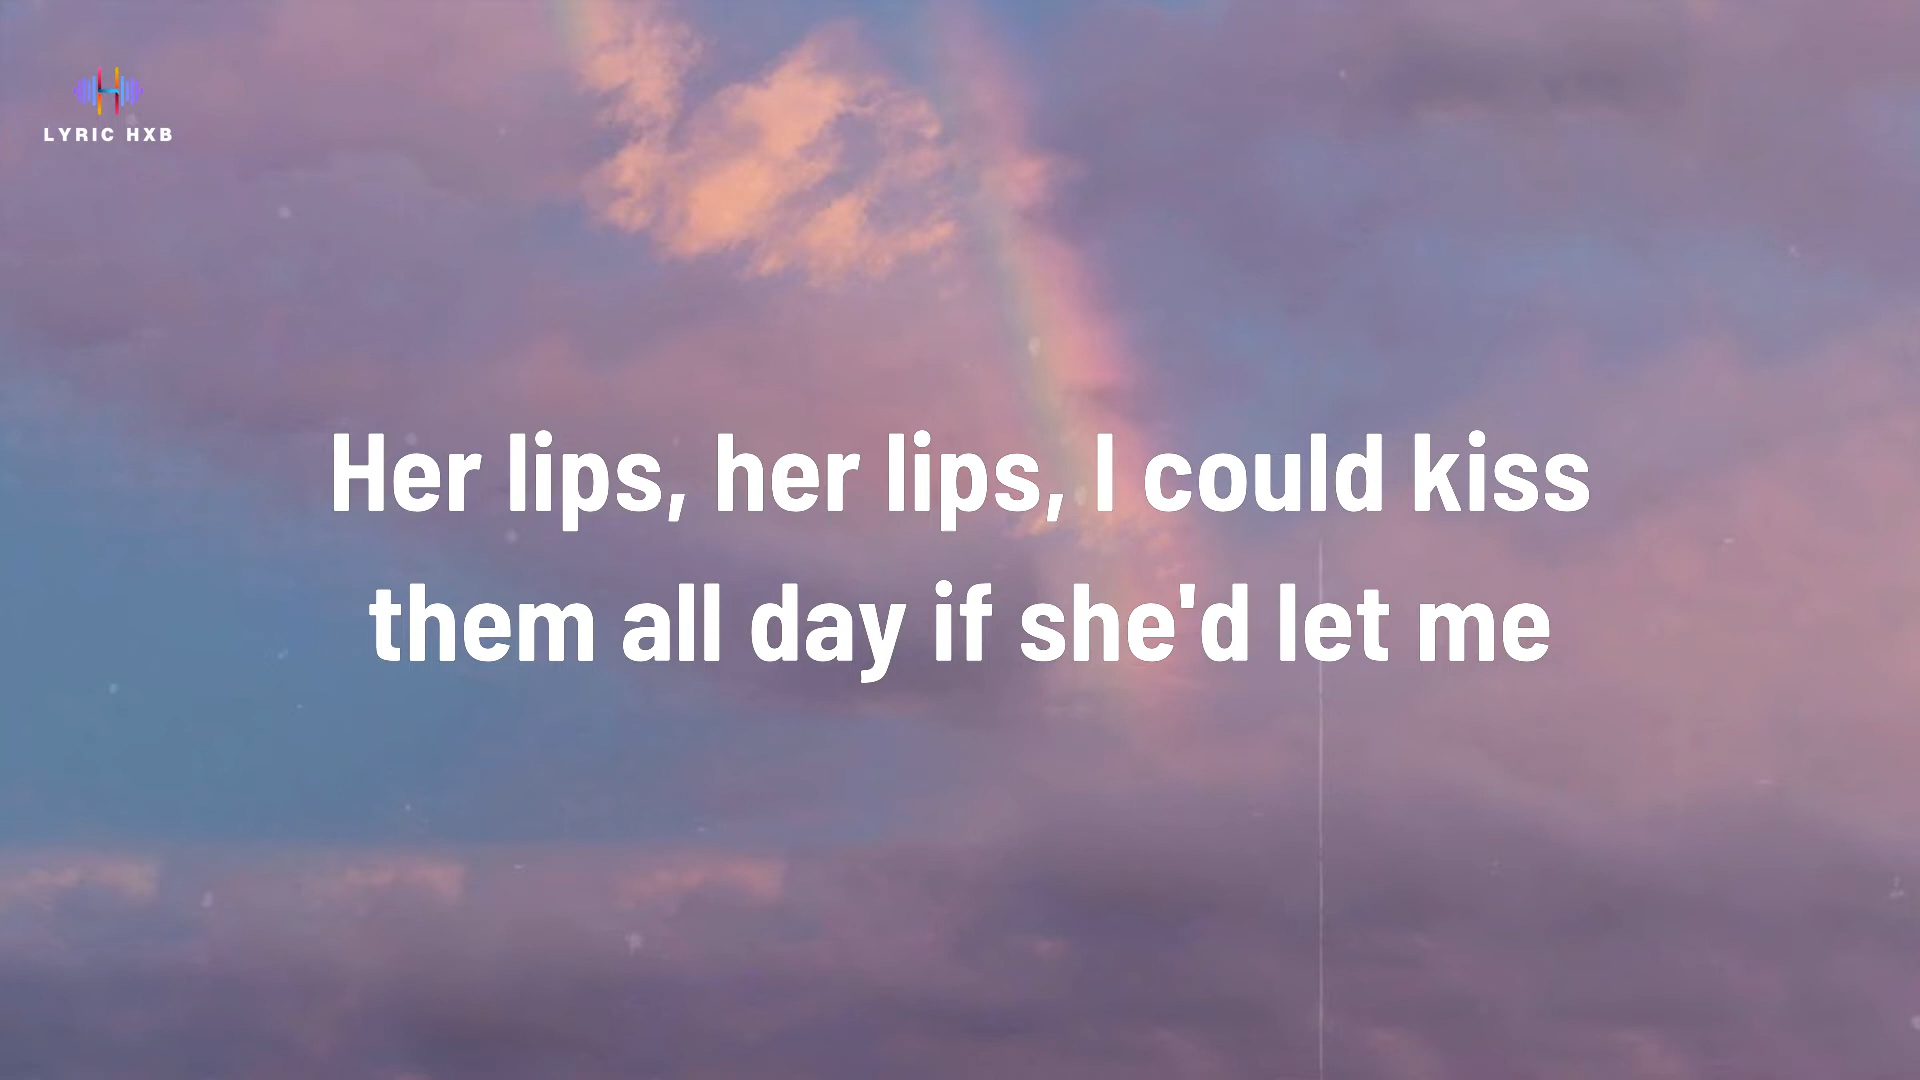 LYRIC HXB
Her lips, her lips, I could kiss
them all day if she'd let me